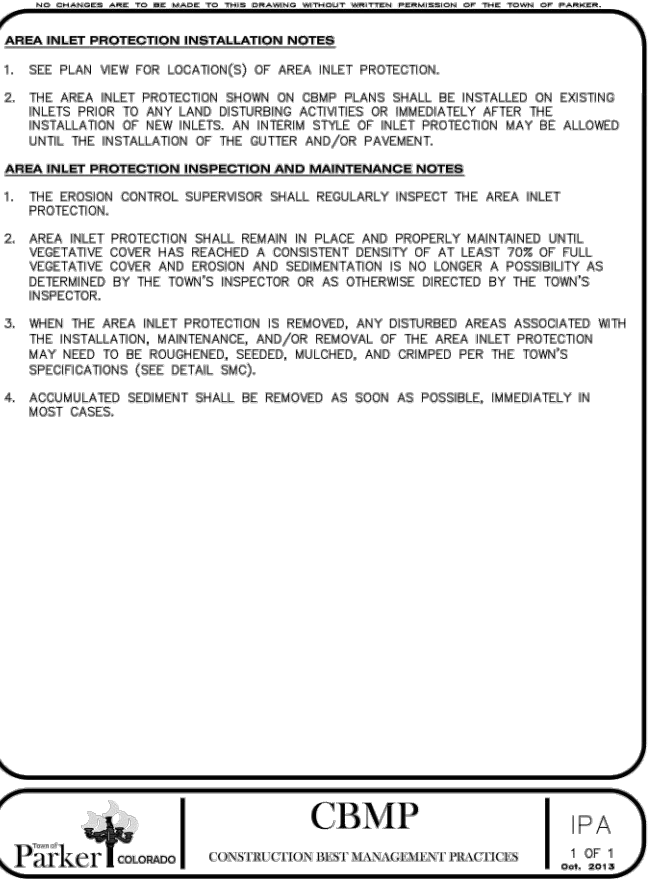 NO CHANGES ARE TO BE MADE TO THIS DRAWING WITHOUT WRITTEN PERMISSION OF THE TOWN OF PARKER.
AREA INLET PROTECTION INSTALLATION NOTES
1. SEE PLAN VIEW FOR LOCATION(S) OF AREA INLET PROTECTION.
2. THE AREA INLET PROTECTION SHOWN ON CBMP PLANS SHALL BE INSTALLED ON EXISTING
INLETS PRIOR TO ANY LAND DISTURBING ACTIVITIES OR IMMEDIATELY AFTER THE
INSTALLATION OF NEW INLETS. AN INTERIM STYLE OF INLET PROTECTION MAY BE ALLOWED
UNTIL THE INSTALLATION OF THE GUTTER AND/OR PAVEMENT.
AREA INLET PROTECTION INSPECTION AND MAINTENANCE NOTES
1. THE EROSION CONTROL SUPERVISOR SHALL REGULARLY INSPECT THE AREA INLET
PROTECTION.
2. AREA INLET PROTECTION SHALL REMAIN IN PLACE AND PROPERLY MAINTAINED UNTIL
VEGETATIVE COVER HAS REACHED A CONSISTENT DENSITY OF AT LEAST 70% OF FULL
VEGETATIVE COVER AND EROSION AND SEDIMENTATION IS NO LONGER A POSSIBILITY AS
DETERMINED BY THE TOWN'S INSPECTOR OR AS OTHERWISE DIRECTED BY THE TOWN'S
INSPECTOR.
3. WHEN THE AREA INLET PROTECTION IS REMOVED, ANY DISTURBED AREAS ASSOCIATED WITH
THE INSTALLATION, MAINTENANCE, AND/OR REMOVAL OF THE AREA INLET PROTECTION
MAY NEED TO BE ROUGHENED, SEEDED, MULCHED, AND CRIMPED PER THE TOWN'S
SPECIFICATIONS (SEE DETAIL SMC).
4. ACCUMULATED SEDIMENT SHALL BE REMOVED AS SOON AS POSSIBLE, IMMEDIATELY IN
MOST CASES.
Town of
Parker COLORADO
CBMP
CONSTRUCTION BEST MANAGEMENT PRACTICES
IPA
1 OF 1
Oct. 2013